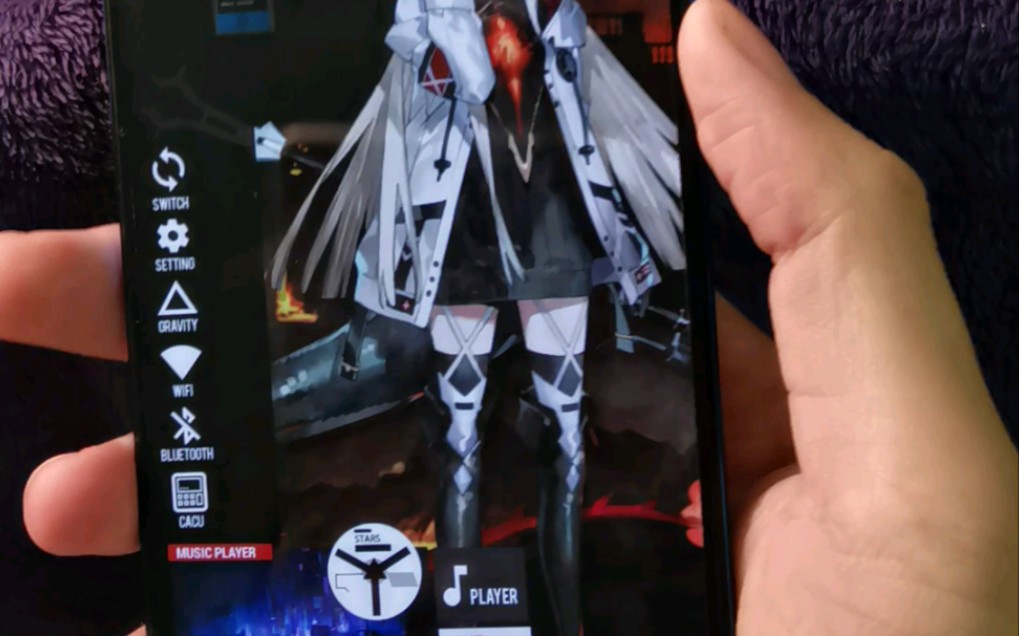 SWITCH
SETTING
GRAVITY
WIFI
BLUETOOTH
CACU
MUSIC PLAYER
STARS
PLAYER